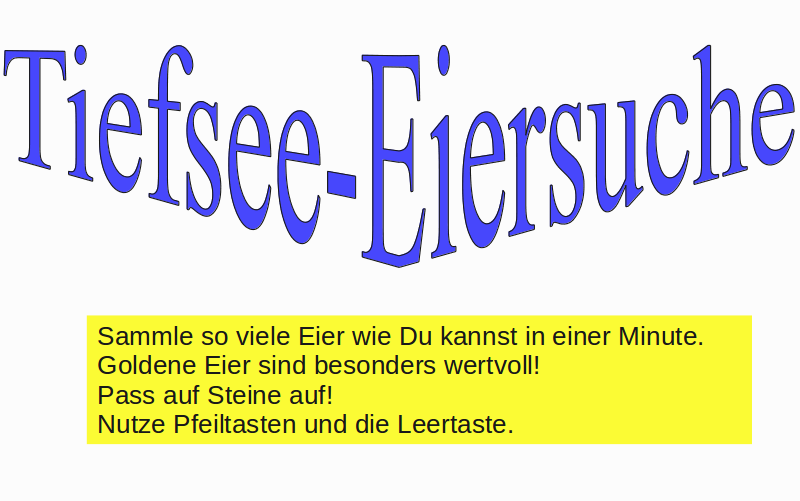 Tiefsee-Eiersuche
Sammle so viele Eier wie Du kannst in einer Minute.
Goldene Eier sind besonders wertvoll!
Pass auf Steine auf!
Nutze Pfeiltasten und die Leertaste.